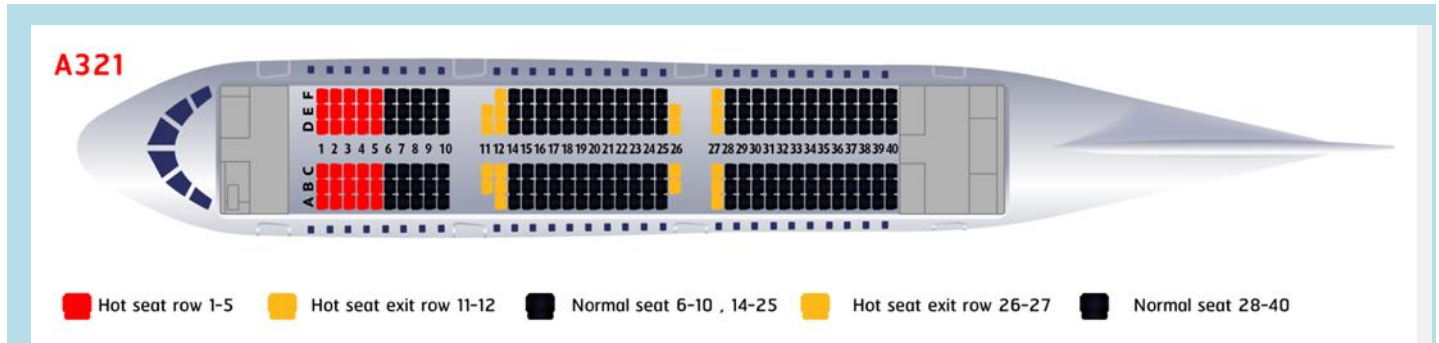 A321
D E F
1 2 3 4 5 6 7 8 9 10 11 12 14 15 16 17 18 19 20 21 22 23 24 25 26 27 28 29 30 31 32 33 34 35 36 37 38 39 40
A B C
Hot seat row 1-5 Hot seat exit row 11-12 Normal seat 6-10 , 14-25 Hot seat exit row 26-27 Normal seat 28-40